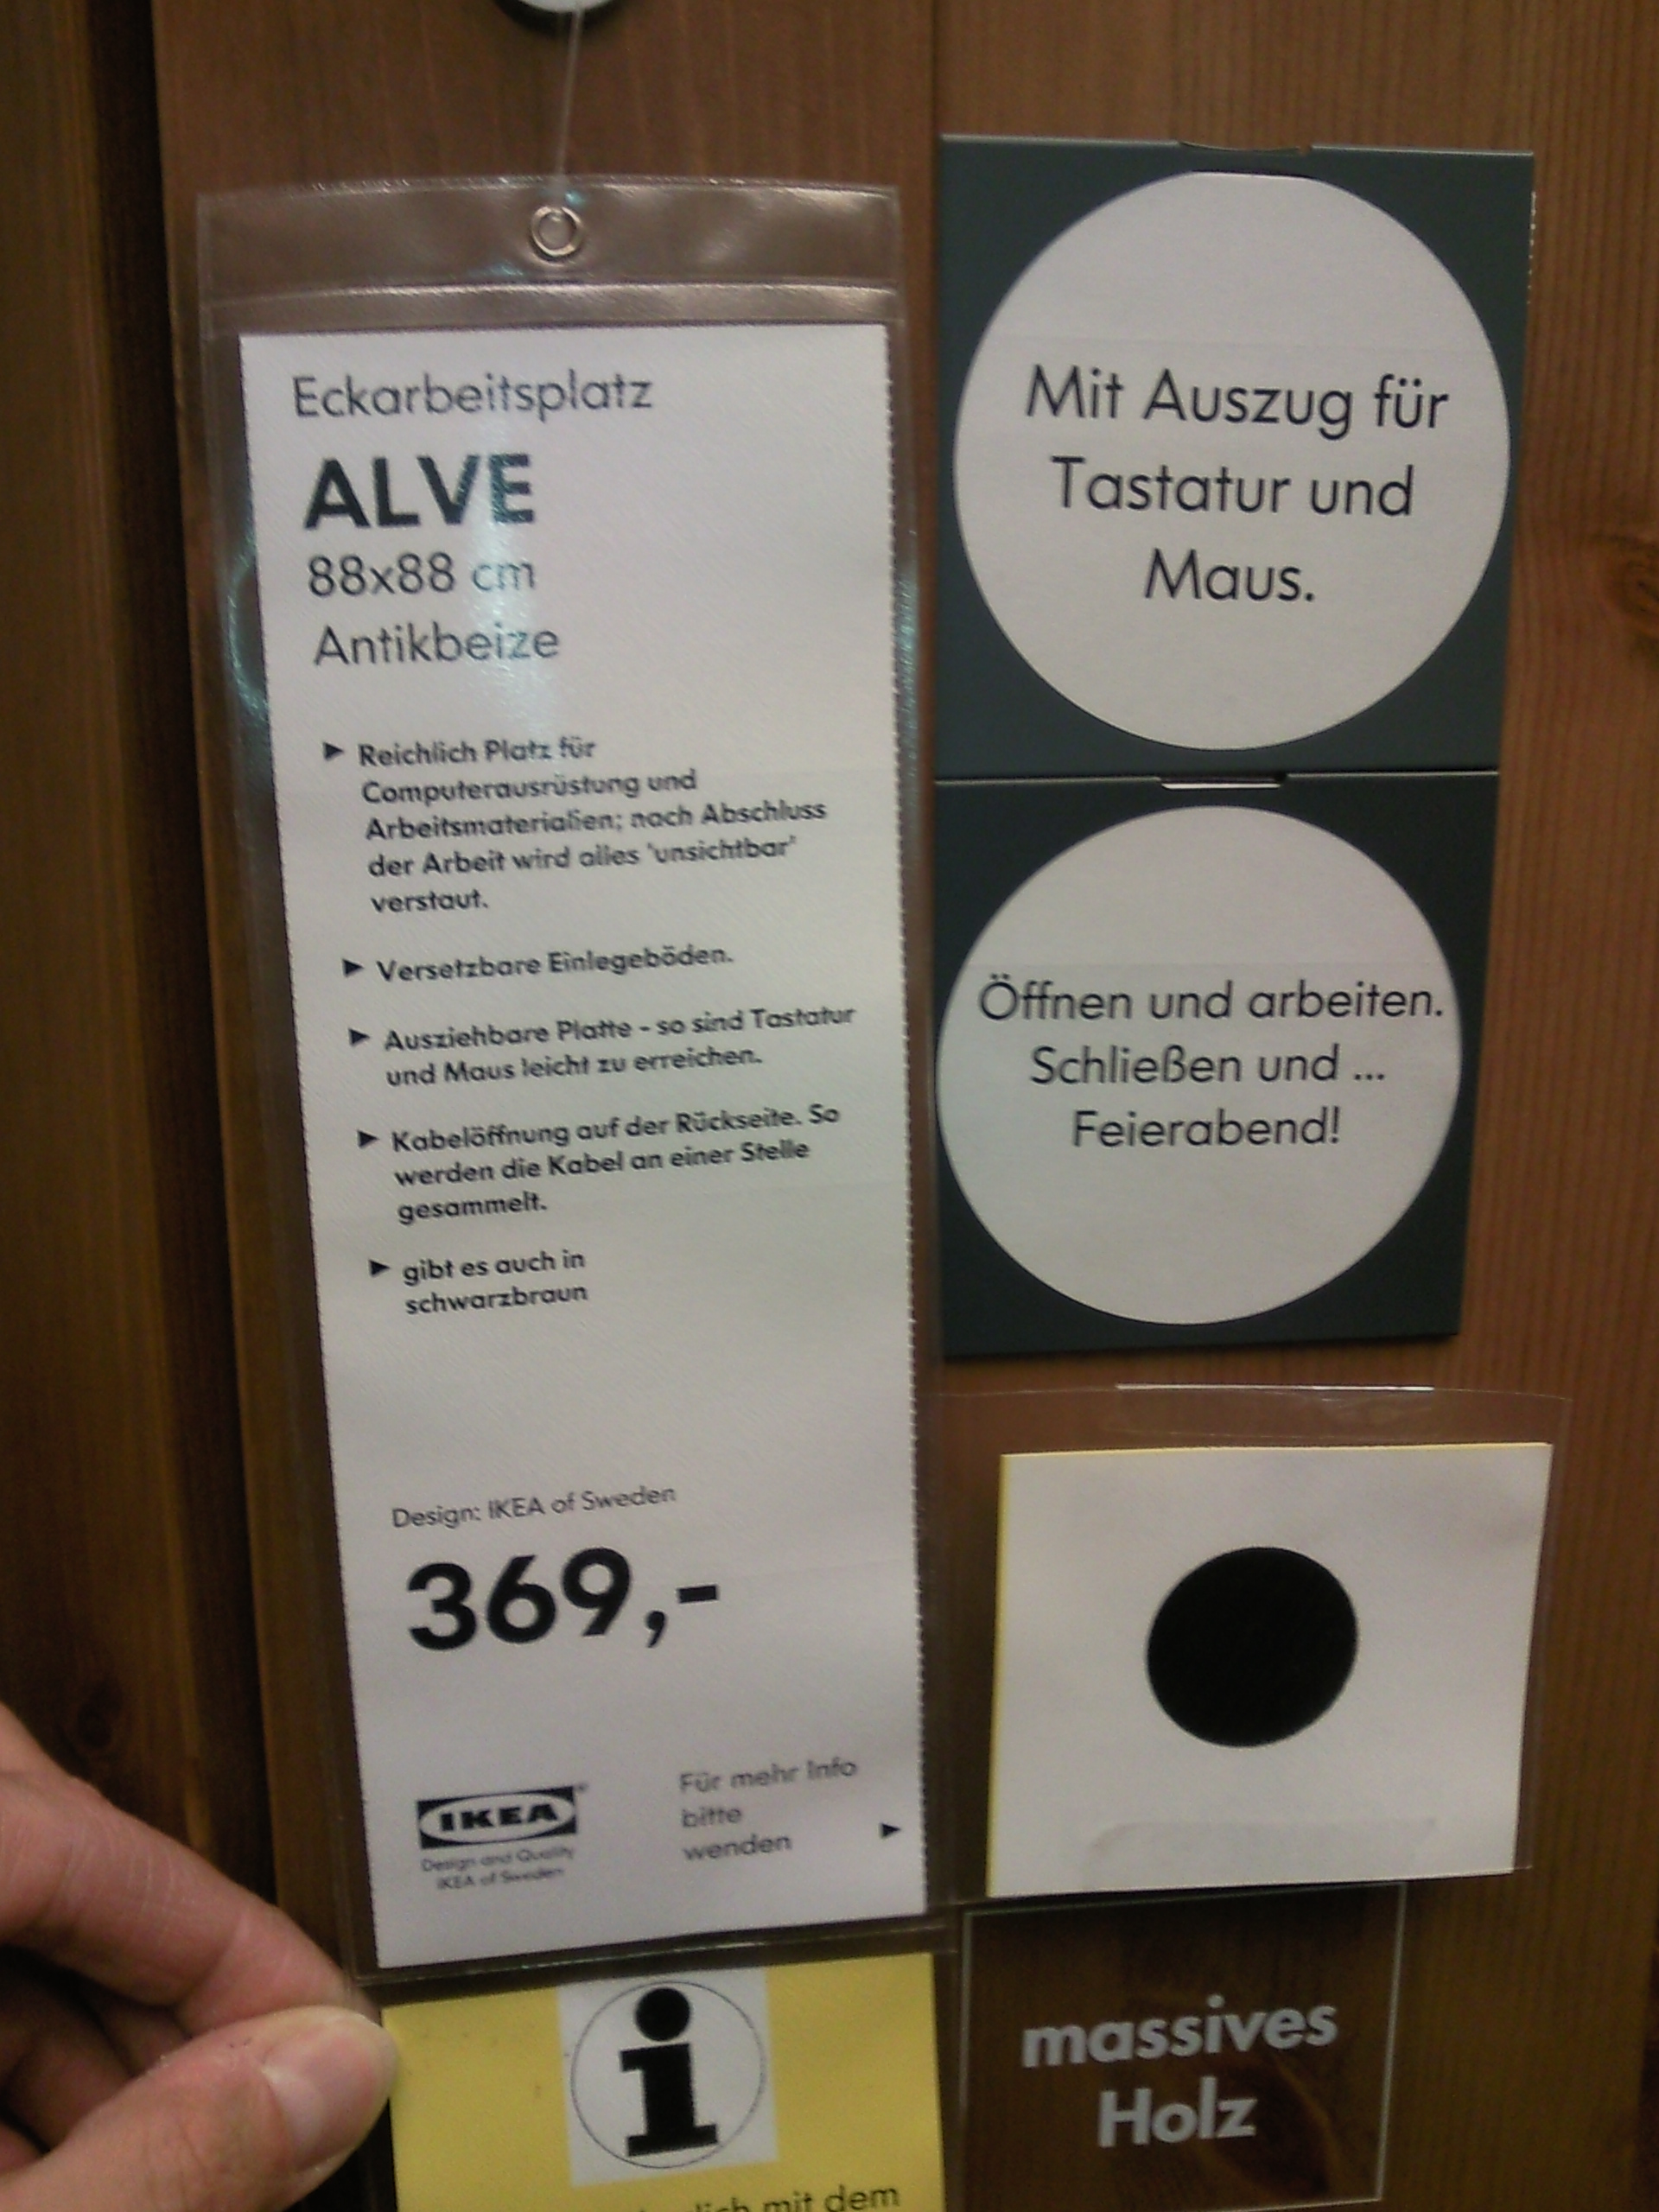 Eckarbeitsplatz
ALVE
88x88 cm
Antikbeize
► Reichlich Platz für
Computerausrüstung und
Arbeitsmaterialien; nach Abschluss
der Arbeit wird alles 'unsichtbar'
verstaut.
► Versetzbare Einlegeböden.
► Ausziehbare Platte - so sind Tastatur
und Maus leicht zu erreichen.
► Kabelöffnung auf der Rückseite. So
werden die Kabel an einer Stelle
gesammelt.
► gibt es auch in
schwarzbraun
Design: IKEA of Sweden
369,-
IKEA®
Design and Quality
IKEA of Sweden
Für mehr Info
bitte
wenden ►
Mit Auszug für
Tastatur und
Maus.
Öffnen und arbeiten.
Schließen und ...
Feierabend!
massives
Holz
i
mit dem